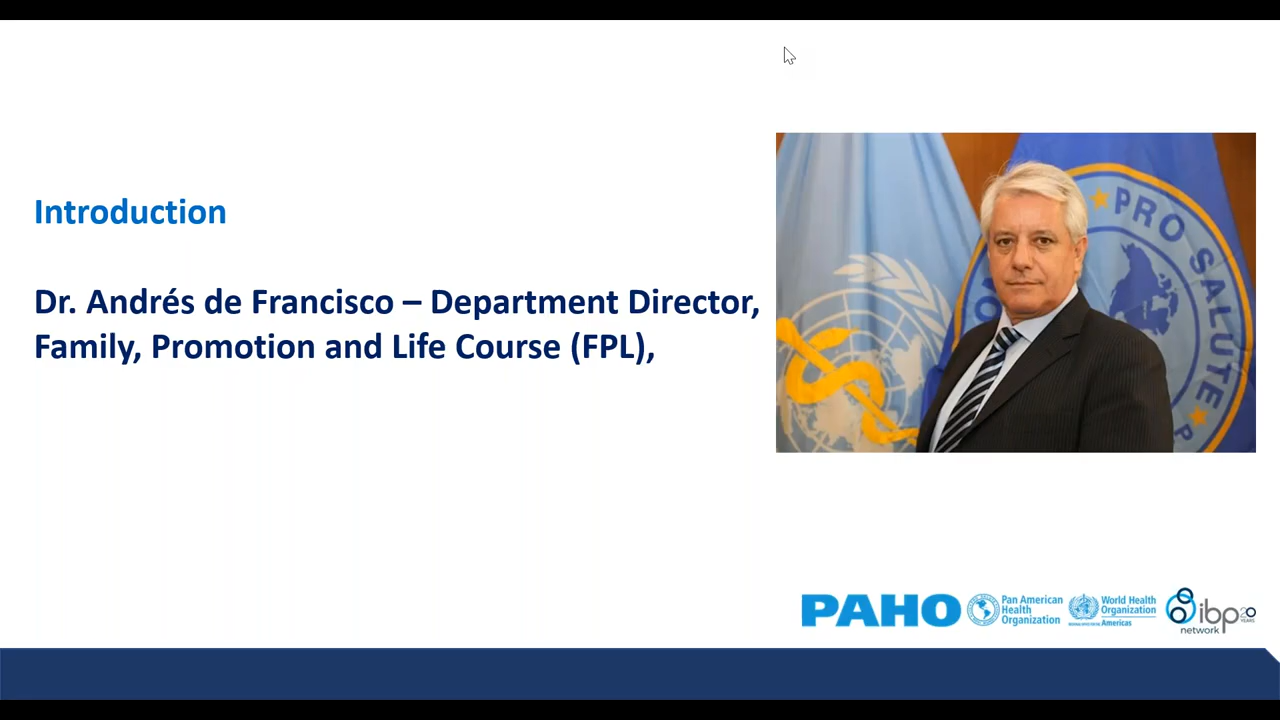 Introduction
Dr. Andrés de Francisco – Department Director,
Family, Promotion and Life Course (FPL),
PRO SALUTE
PAHO
Pan American
Health
Organization
World Health
Organization
Americas
ibp
network
20
YEARS